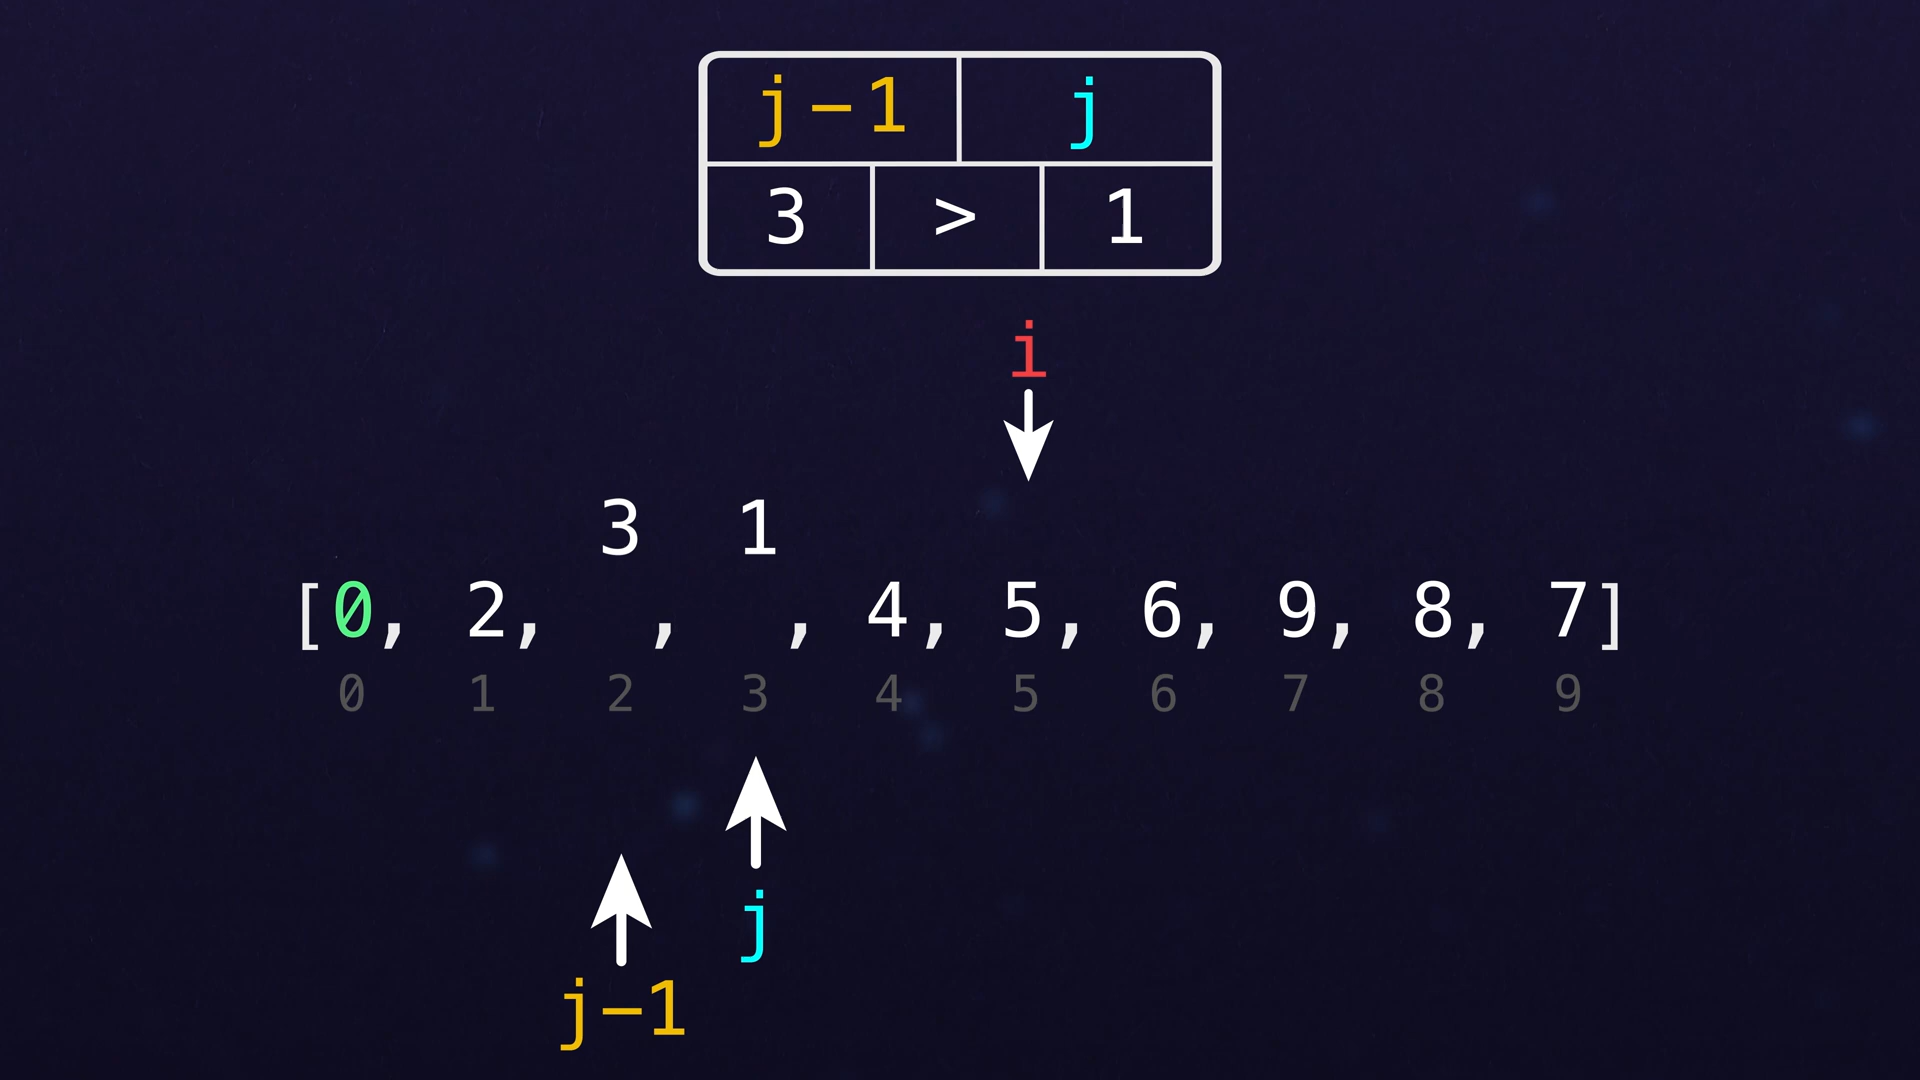 j-1 j
3 > 1
i
3 1
[0, 2, , , 4, 5, 6, 9, 8, 7]
0 1 2 3 4 5 6 7 8 9
j
j-1